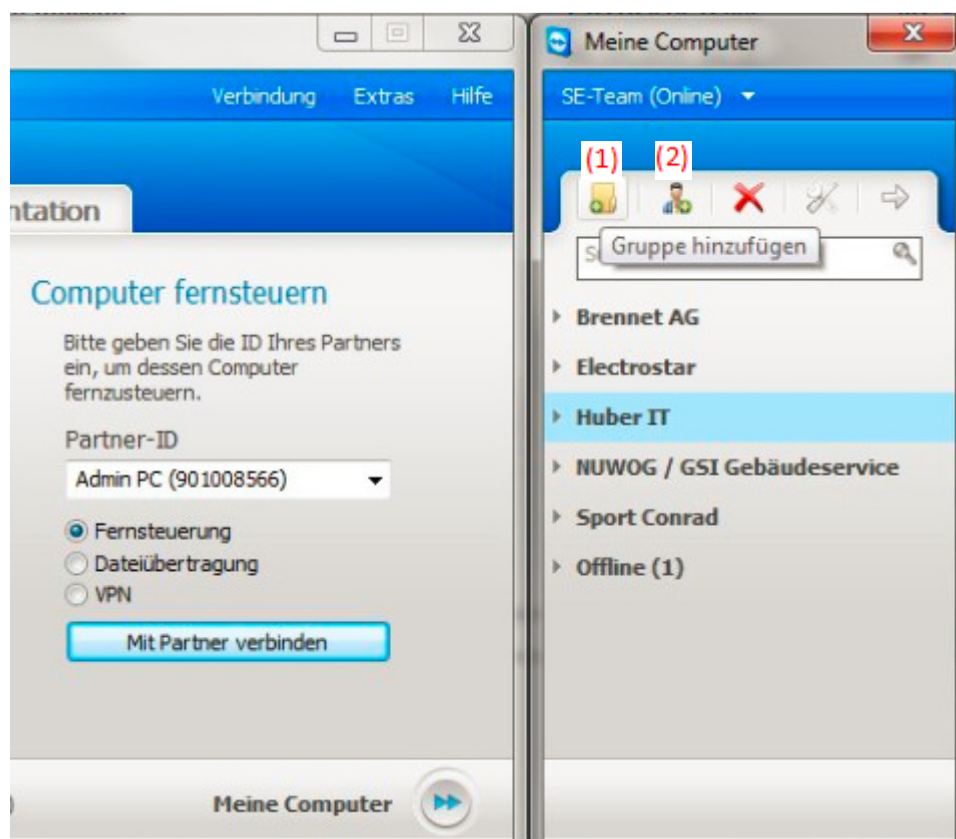 Verbindung Extras Hilfe
ntation
Computer fernsteuern
Bitte geben Sie die ID Ihres Partners
ein, um dessen Computer
fernzusteuern.
Partner-ID
Admin PC (901008566)
Fernsteuerung
Dateiübertragung
VPN
Mit Partner verbinden
Meine Computer
Meine Computer
SE-Team (Online)
(1) (2)
Gruppe hinzufügen
Brennet AG
Electrostar
Huber IT
NUWOG / GSI Gebäudeservice
Sport Conrad
Offline (1)